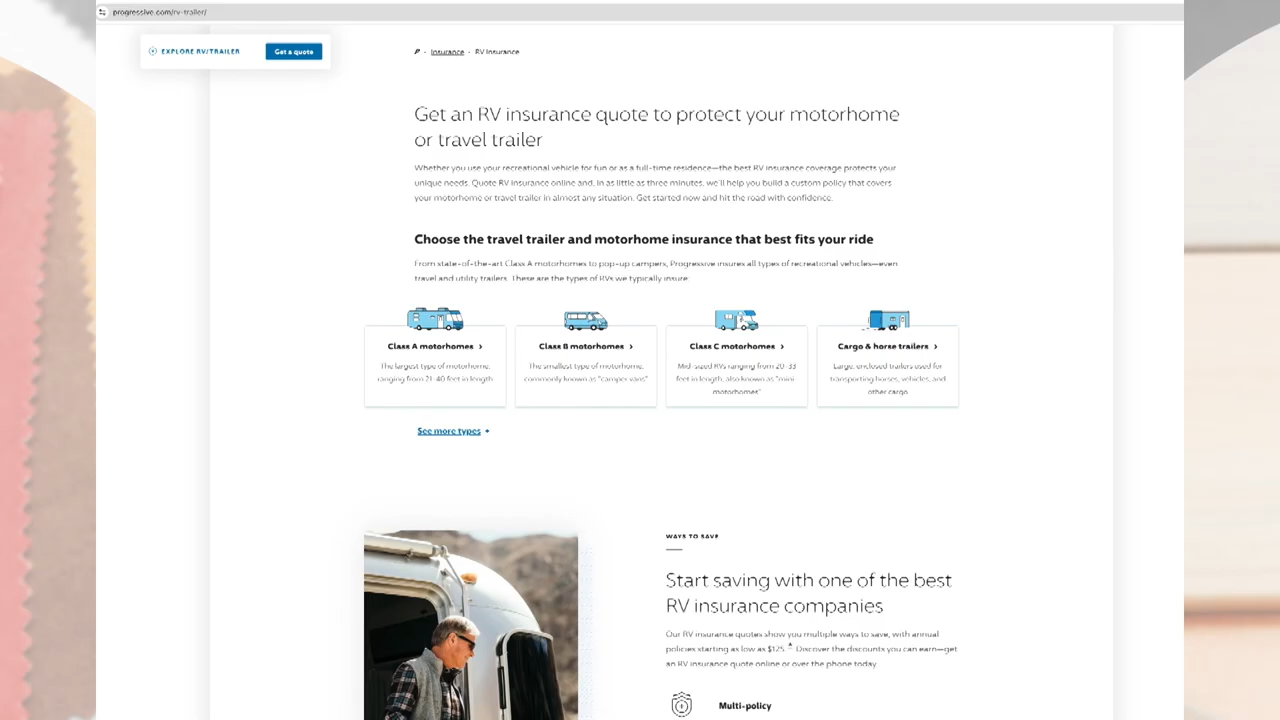 progressive.com/rv-trailer/
EXPLORE RV/TRAILER
Get a quote
Insurance
RV Insurance
Get an RV insurance quote to protect your motorhome
or travel trailer
Whether you use your recreational vehicle for fun or as a full-time residence—the best RV insurance coverage protects your
unique needs. Quote RV insurance online and, in as little as three minutes, we'll help you build a custom policy that covers
your motorhome or travel trailer in almost any situation. Get started now and hit the road with confidence.
Choose the travel trailer and motorhome insurance that best fits your ride
From state-of-the-art Class A motorhomes to pop-up campers, Progressive insures all types of recreational vehicles—even
travel and utility trailers. These are the types of RVs we typically insure:
Class A motorhomes ›
The largest type of motorhome,
ranging from 21-40 feet in length
Class B motorhomes ›
The smallest type of motorhome,
commonly known as "camper vans"
Class C motorhomes ›
Mid-sized RVs ranging from 20-33
feet in length, also known as "mini
motorhomes"
Cargo & horse trailers ›
Large, enclosed trailers used for
transporting horses, vehicles, and
other cargo
See more types +
WAYS TO SAVE
Start saving with one of the best
RV insurance companies
Our RV insurance quotes show you multiple ways to save, with annual
policies starting as low as $125. Discover the discounts you can earn—get
an RV insurance quote online or over the phone today.
Multi-policy